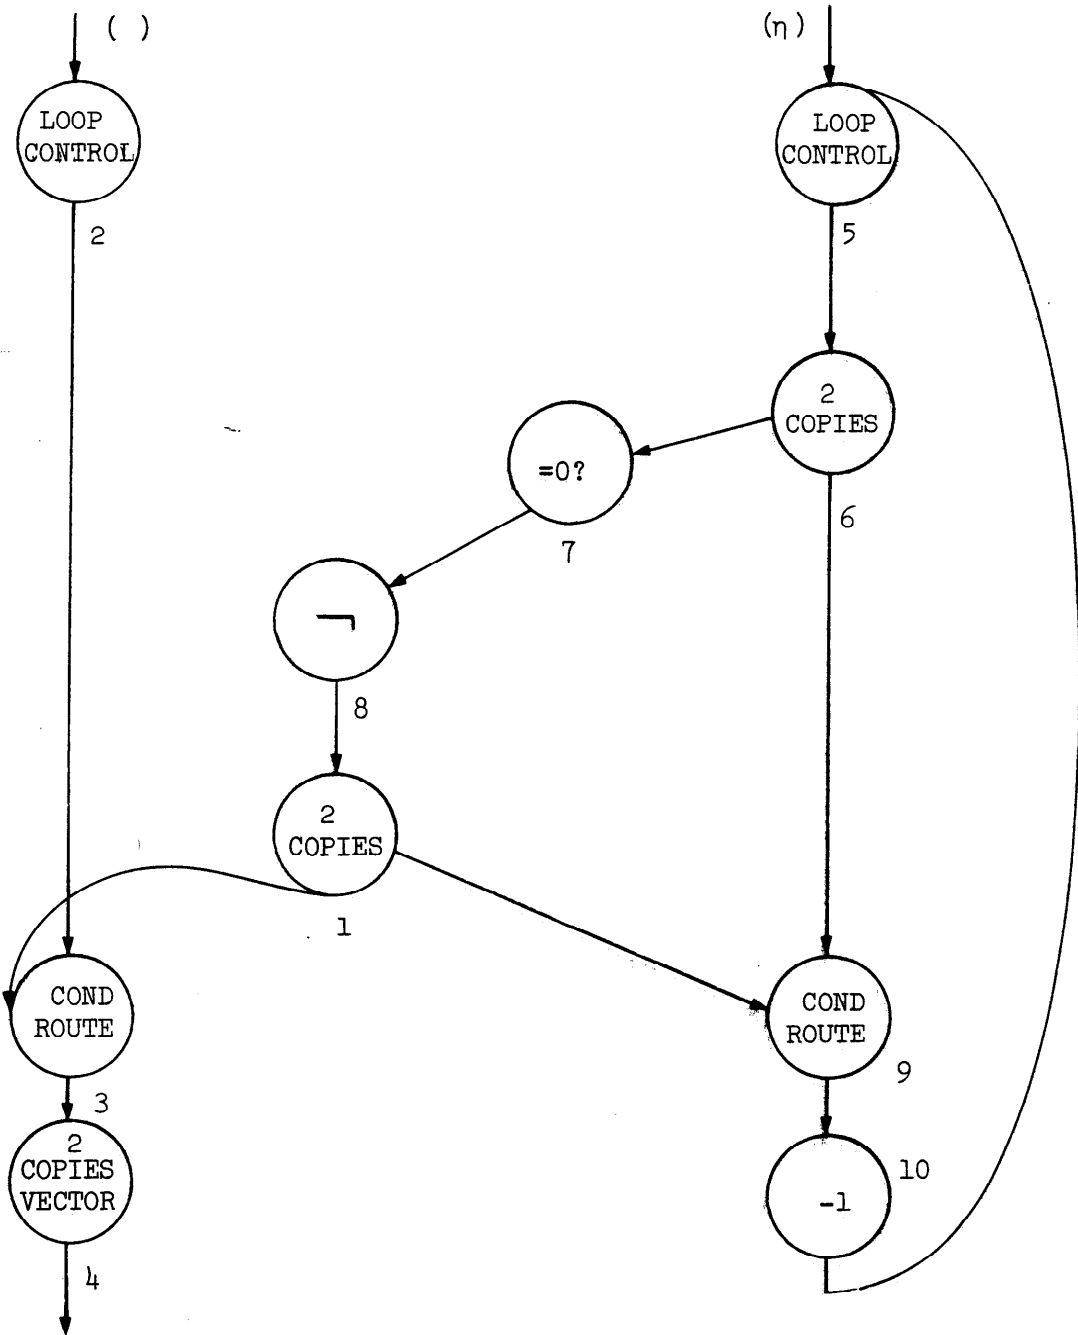 ( )
(η)
LOOP
CONTROL
LOOP
CONTROL
2
5
2
COPIES
=0?
6
7
¬
8
2
COPIES
1
COND
ROUTE
COND
ROUTE
9
3
2
COPIES
VECTOR
10
-1
4